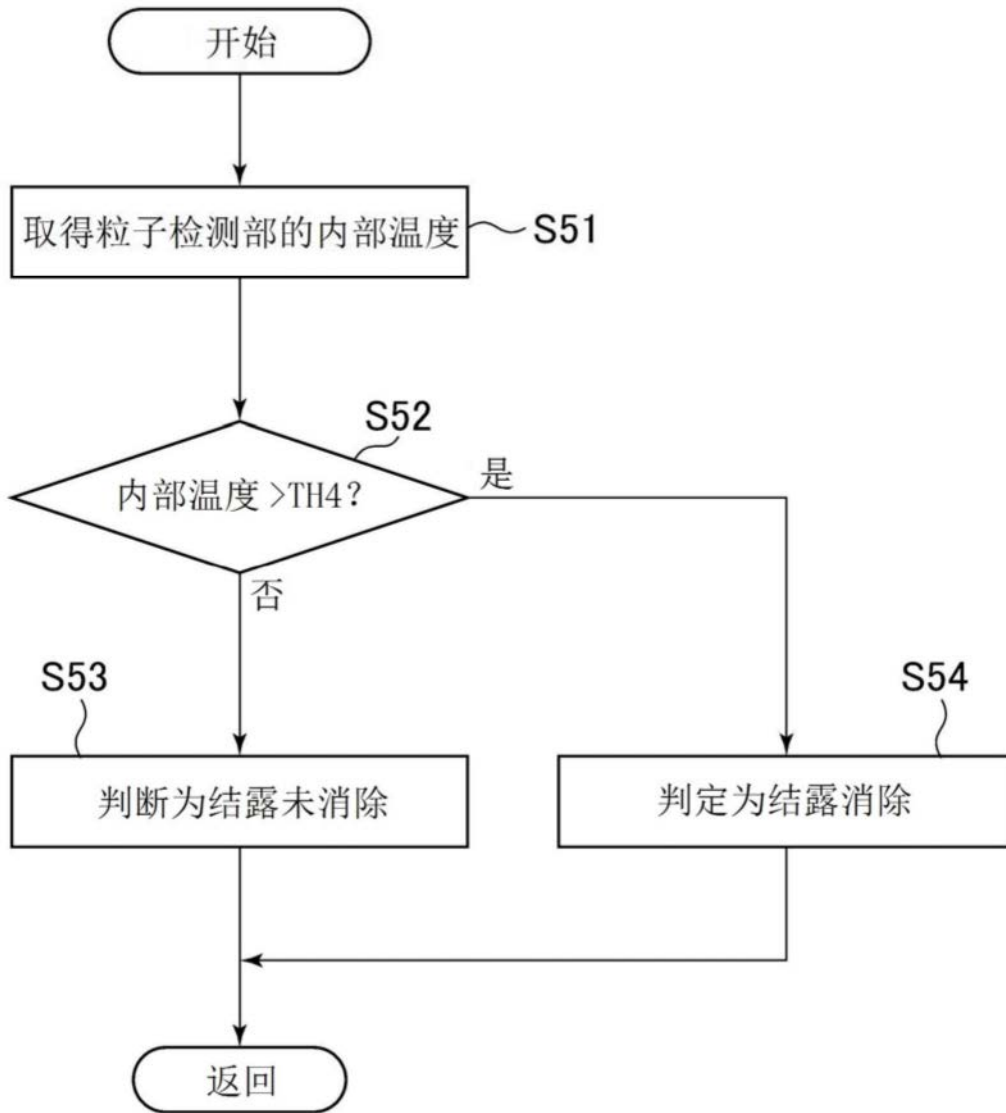 开始
取得粒子检测部的内部温度
S51
S52
内部温度>TH4?
是
否
S53
S54
判断为结露未消除
判定为结露消除
返回